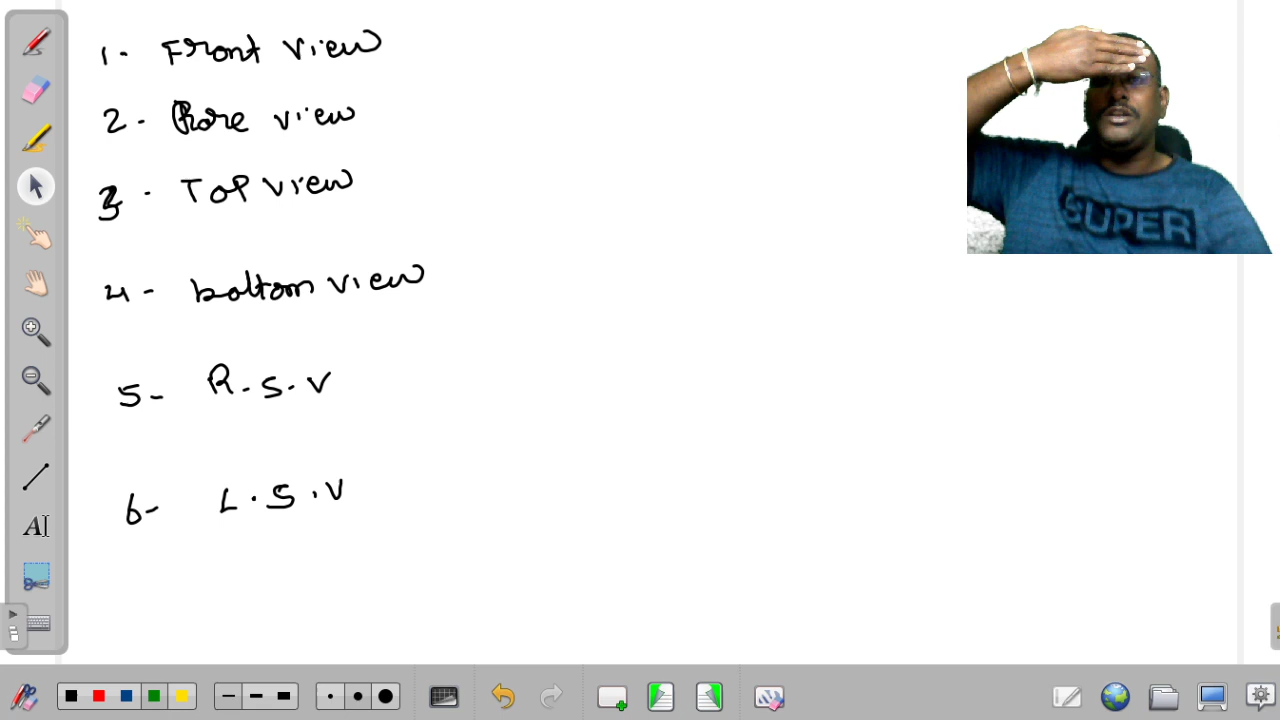 1- Front view
2- Rore view
3- Top view
4- bottom view
5- R.S.V
6- L.S.V
SUPER